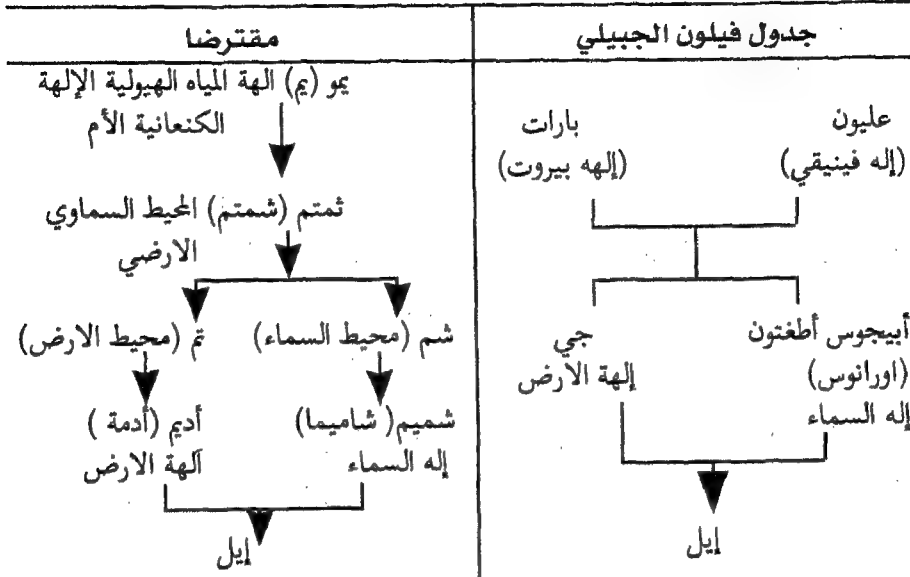 جدول فيلون الجبيلي
عليون
(إله فينيقي)
بارات
(إلهه بيروت)
أبيجوس أطغتون
(اورانوس)
إله السماء
جي
إلهة الارض
إيل
مقترضا
يمو (يم) الهة المياه الهيولية الإلهة
الكنعانية الأم
ثمتم (شمتم) المحيط السماوي
الارضي
شم (محيط السماء)
تم (محيط الارض)
شميم (شاميما)
إله السماء
أديم (أدمة )
آلهة الارض
إيل